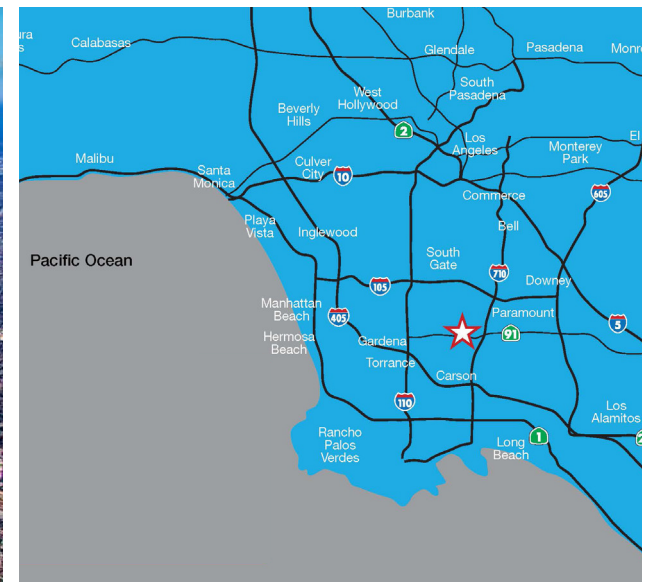 Burbank
Calabasas
Glendale
Pasadena
South
Pasadena
West
Hollywood
Beverly
Hills
2
Los
Angeles
Monterey
Park
El
Malibu
Santa
Monica
Culver
City
10
Commerce
605
Playa
Vista
Inglewood
Bell
South
Gate
710
Downey
Pacific Ocean
105
Manhattan
Beach
405
Paramount
5
Hermosa
Beach
Gardena
91
Torrance
Carson
110
Los
Alamitos
Rancho
Palos
Verdes
Long
Beach
1